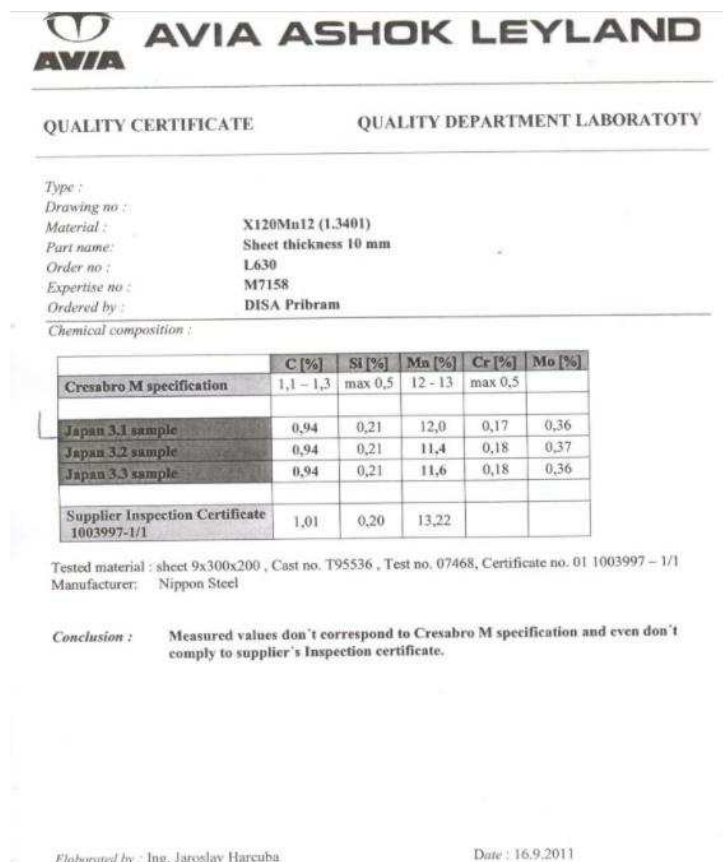 AVIA ASHOK LEYLAND
AVIA
QUALITY CERTIFICATE QUALITY DEPARTMENT LABORATOTY
Type :
Drawing no :
Material : X120Mn12 (1.3401)
Part name: Sheet thickness 10 mm
Order no : L630
Expertise no : M7158
Ordered by : DISA Pribram
Chemical composition :
C [%] Si [%] Mn [%] Cr [%] Mo [%]
Cresabro M specification 1,1 – 1,3 max 0,5 12 - 13 max 0,5
Japan 3.1 sample 0,94 0,21 12,0 0,17 0,36
Japan 3.2 sample 0,94 0,21 11,4 0,18 0,37
Japan 3.3 sample 0,94 0,21 11,6 0,18 0,36
Supplier Inspection Certificate
1003997-1/1 1,01 0,20 13,22
Tested material : sheet 9x300x200 , Cast no. T95536 , Test no. 07468, Certificate no. 01 1003997 – 1/1
Manufacturer: Nippon Steel
Conclusion : Measured values don´t correspond to Cresabro M specification and even don´t
comply to supplier´s Inspection certificate.
Elaborated by : Ing. Jaroslav Harcuba Date : 16.9.2011